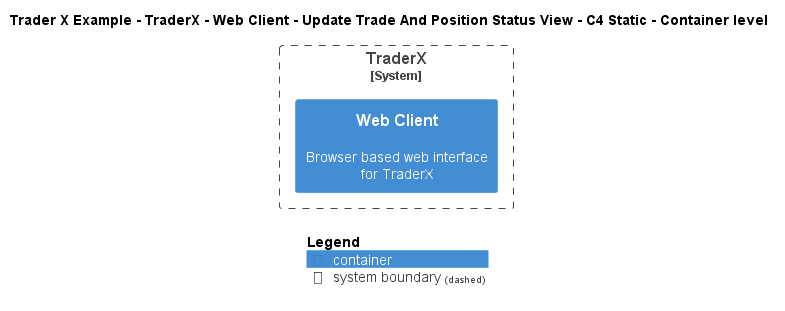 Trader X Example - TraderX - Web Client - Update Trade And Position Status View - C4 Static - Container level
TraderX
[System]
Web Client
Browser based web interface
for TraderX
Legend
container
system boundary (dashed)